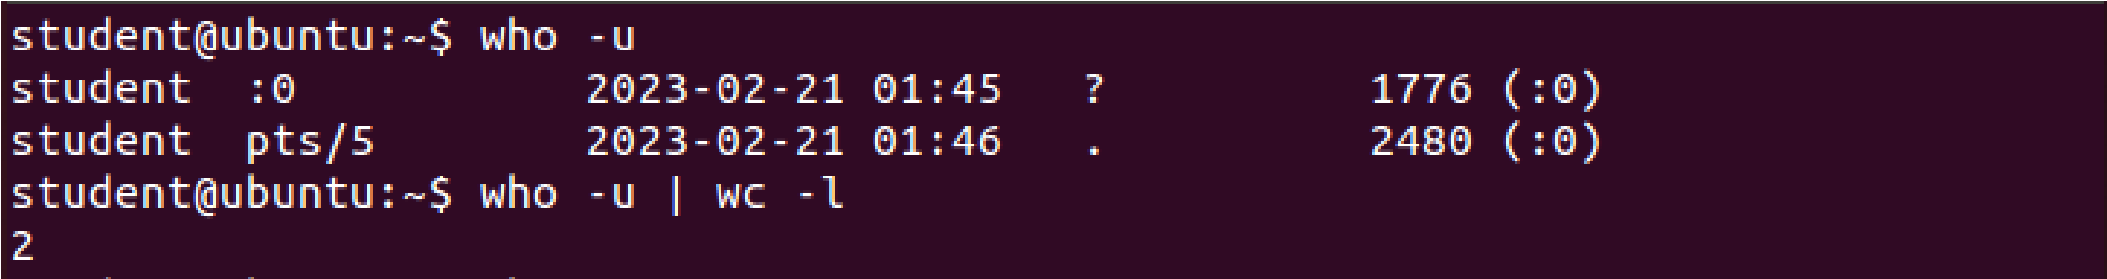 student@ubuntu:~$ who -u
student  :0           2023-02-21 01:45   ?          1776 (:0)
student  pts/5        2023-02-21 01:46   .          2480 (:0)
student@ubuntu:~$ who -u | wc -l
2